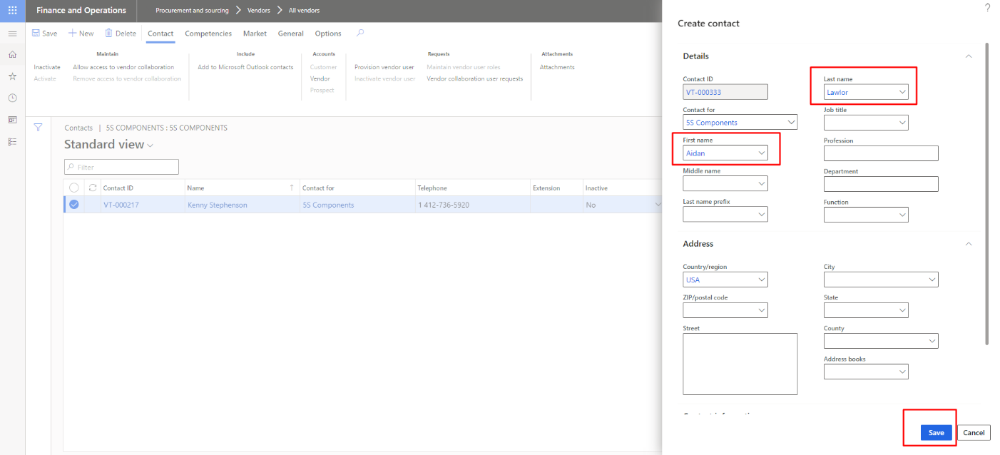 Finance and Operations
Procurement and sourcing
Vendors
All vendors
?
Save
New
Delete
Contact
Competencies
Market
General
Options
Maintain
Inactivate
Allow access to vendor collaboration
Activate
Remove access to vendor collaboration
Include
Add to Microsoft Outlook contacts
Accounts
Customer
Vendor
Prospect
Requests
Provision vendor user
Maintain vendor user roles
Inactivate vendor user
Vendor collaboration user requests
Attachments
Attachments
Contacts | 5S COMPONENTS : 5S COMPONENTS
Standard view
Filter
Contact ID
Name
Contact for
Telephone
Extension
Inactive
VT-000217
Kenny Stephenson
5S Components
1 412-736-5920
No
Create contact
Details
Contact ID
VT-000333
Contact for
5S Components
First name
Aidan
Middle name
Last name prefix
Last name
Lawlor
Job title
Profession
Department
Function
Address
Country/region
USA
ZIP/postal code
Street
City
State
County
Address books
Save
Cancel